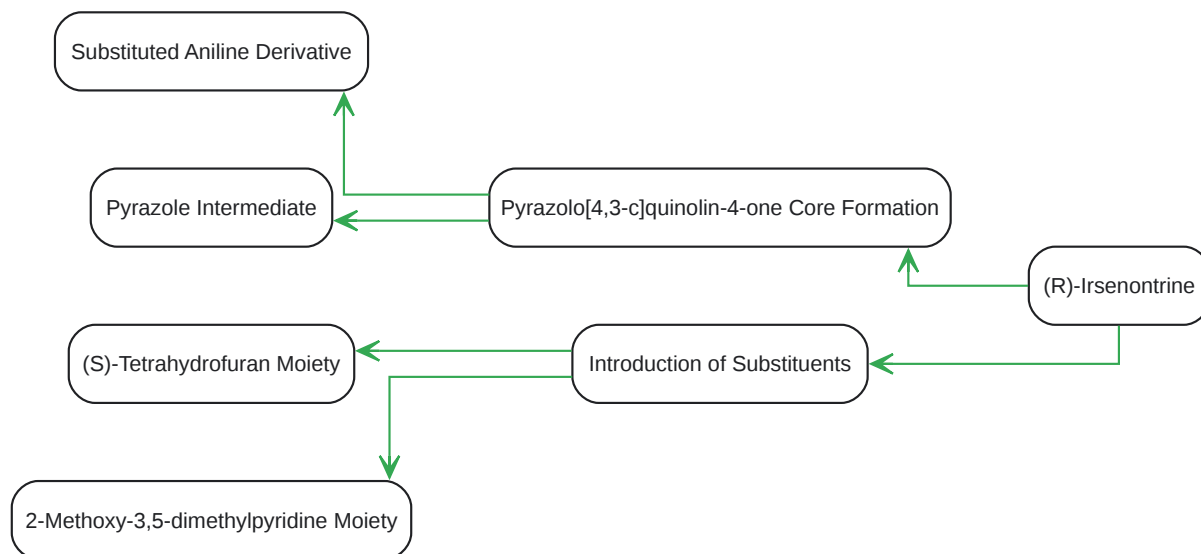 Substituted Aniline Derivative
Pyrazole Intermediate
Pyrazolo[4,3-c]quinolin-4-one Core Formation
(R)-Irsenontrine
(S)-Tetrahydrofuran Moiety
Introduction of Substituents
2-Methoxy-3,5-dimethylpyridine Moiety